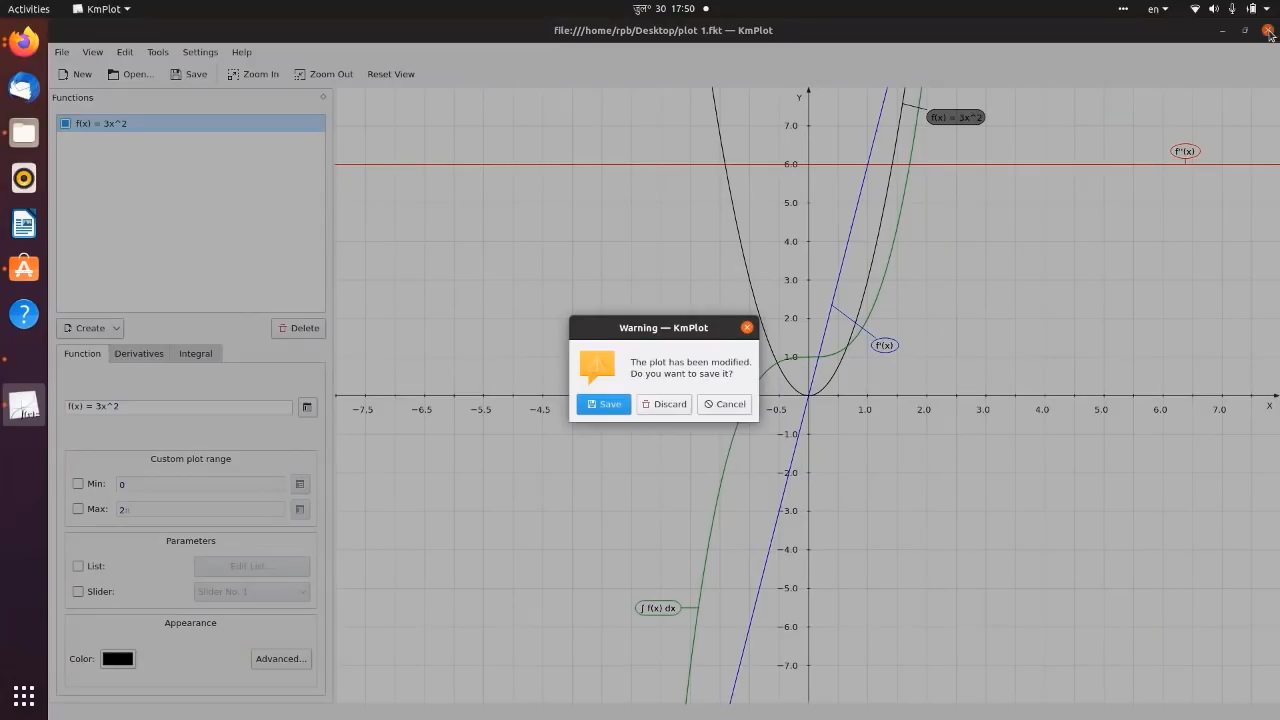 Activities KmPlot जुल॰ 30 17:50 en
file:///home/rpb/Desktop/plot 1.fkt — KmPlot
File View Edit Tools Settings Help
New Open... Save Zoom In Zoom Out Reset View
Functions
f(x) = 3x^2
Create Delete
Function Derivatives Integral
f(x) = 3x^2
Custom plot range
Min: 0
Max: 2π
Parameters
List: Edit List...
Slider: Slider No. 1
Appearance
Color: Advanced...
Y
f(x) = 3x^2
7.0
f''(x)
6.0
5.0
4.0
3.0
2.0
f'(x)
1.0
Warning — KmPlot
The plot has been modified.
Do you want to save it?
Save Discard Cancel
−7.5 −6.5 −5.5 −4.5 −0.5 1.0 2.0 3.0 4.0 5.0 6.0 7.0 X
−1.0
−2.0
−3.0
−4.0
−5.0
∫ f(x) dx
−6.0
−7.0